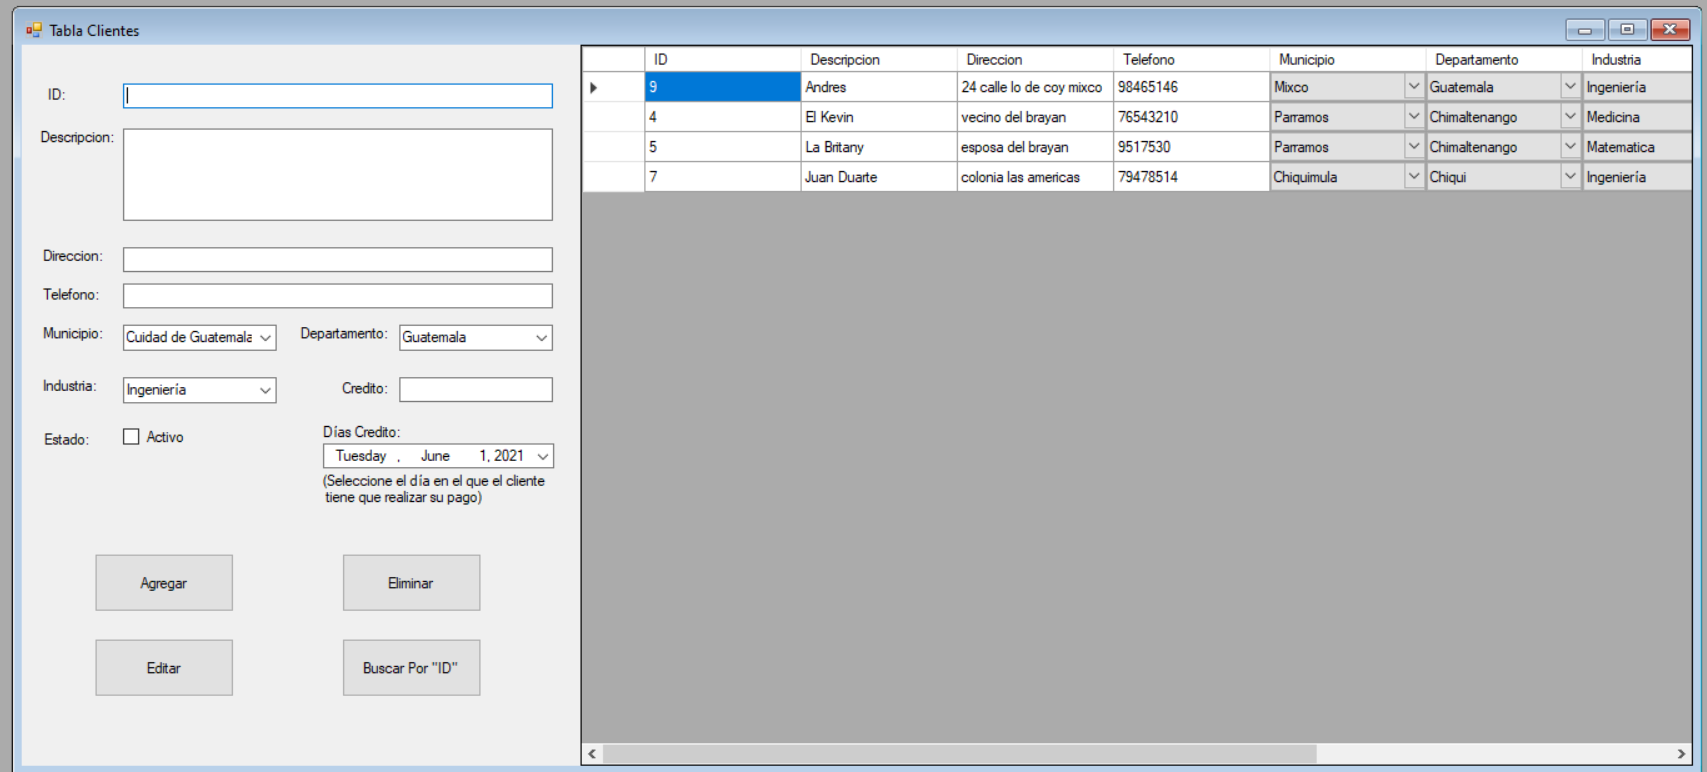 Tabla Clientes
ID:
Descripcion:
Direccion:
Telefono:
Municipio: Cuidad de Guatemala Departamento: Guatemala
Industria: Ingeniería Credito:
Estado: Activo
Días Credito:
Tuesday , June 1, 2021
(Seleccione el día en el que el cliente
tiene que realizar su pago)
Agregar Eliminar
Editar Buscar Por "ID"
ID Descripcion Direccion Telefono Municipio Departamento Industria
9 Andres 24 calle lo de coy mixco 98465146 Mixco Guatemala Ingeniería
4 El Kevin vecino del brayan 76543210 Parramos Chimaltenango Medicina
5 La Britany esposa del brayan 9517530 Parramos Chimaltenango Matematica
7 Juan Duarte colonia las americas 79478514 Chiquimula Chiqui Ingeniería